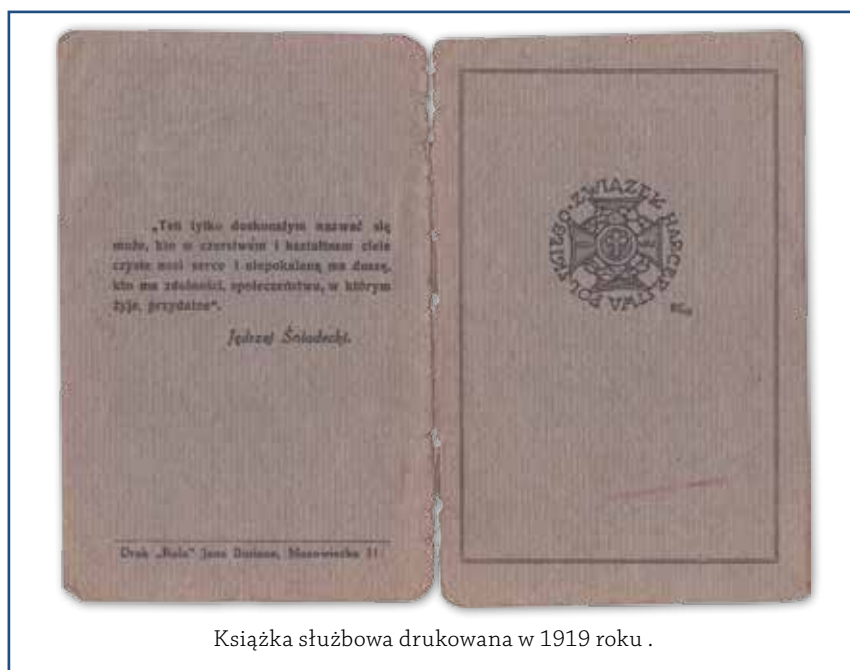 „Ten tylko doskonałym nazwać się
może, kto w czerstwem i kształtnem ciele
czyste nosi serce i niepokalaną ma duszę,
kto ma zdolności, społeczeństwu, w którym
żyje, przydatne“.
Jędrzej Śniadecki.
Druk „Rola“ Jana Buriana, Mazowiecka 11
ZWIĄZEK HARCERSTWA POLSKIEGO
Książka służbowa drukowana w 1919 roku .